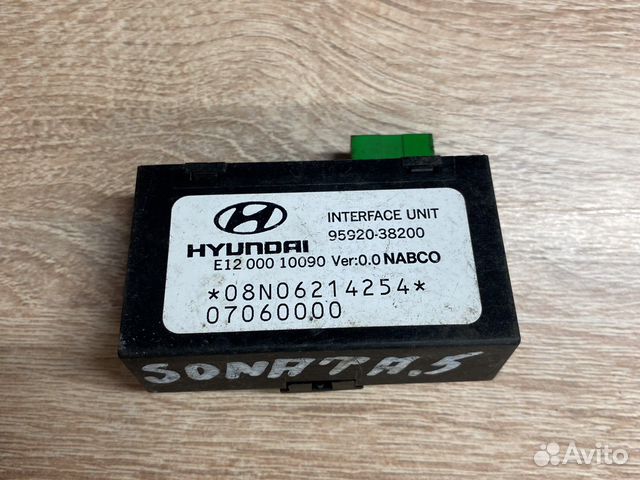 INTERFACE UNIT
HYUNDAI 95920-38200
E12 000 10090 Ver:0.0 NABCO
*08N06214254*
07060000
SONATA.5
Avito